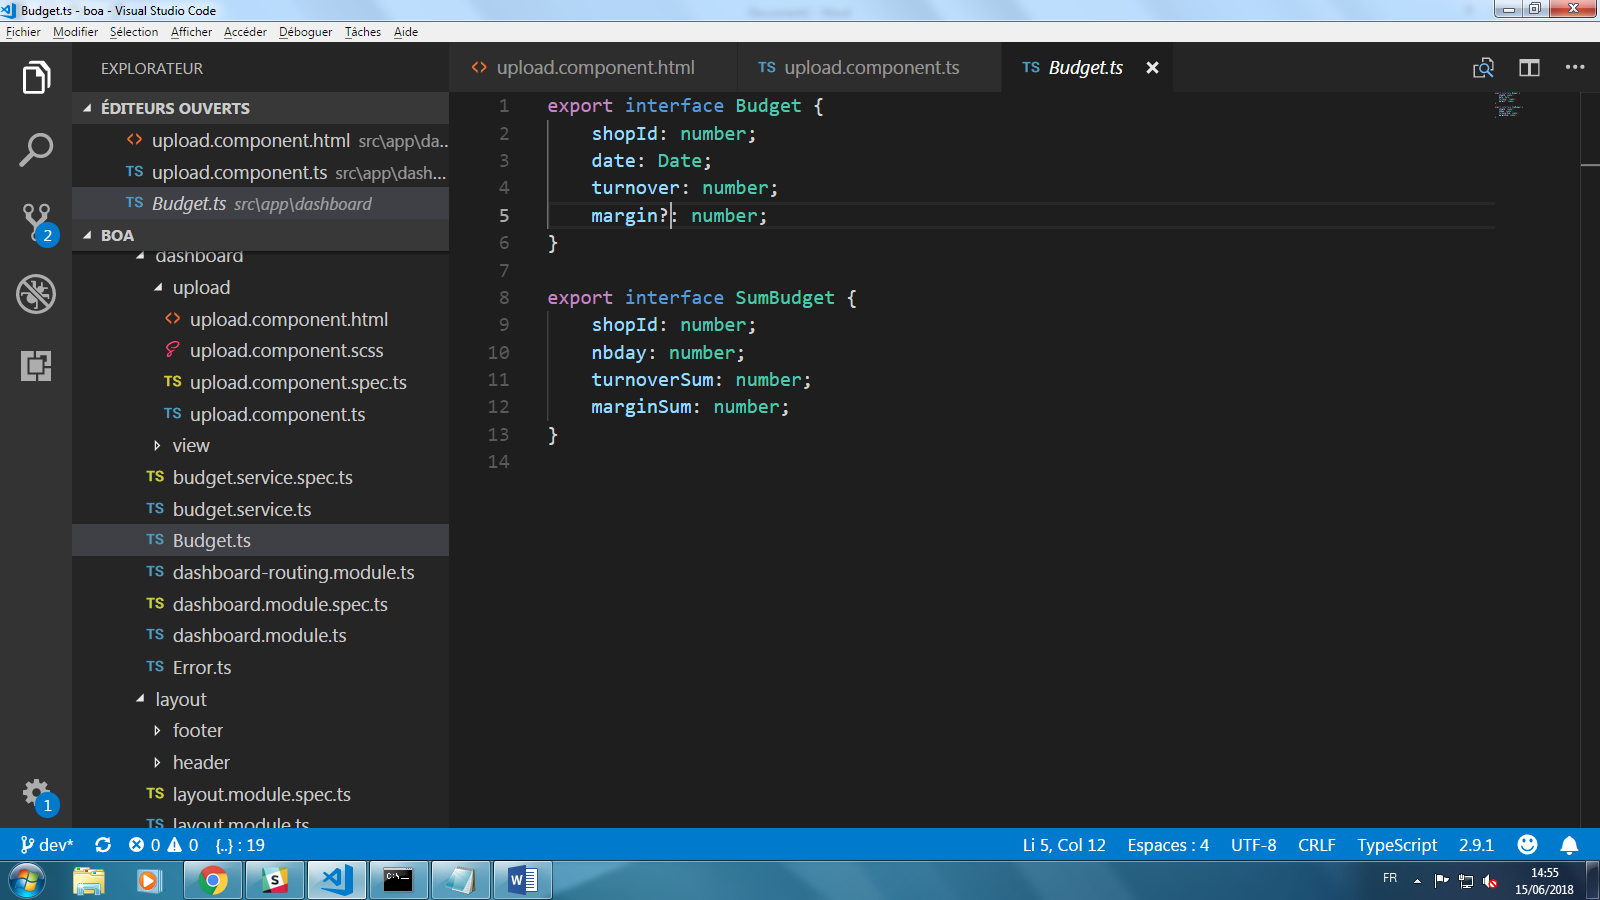 Budget.ts - boa - Visual Studio Code
Fichier Modifier Sélection Afficher Accéder Déboguer Tâches Aide
EXPLORATEUR
ÉDITEURS OUVERTS
<> upload.component.html src\app\da...
TS upload.component.ts src\app\dash...
TS Budget.ts src\app\dashboard
2
BOA
dashboard
upload
<> upload.component.html
upload.component.scss
TS upload.component.spec.ts
TS upload.component.ts
view
TS budget.service.spec.ts
TS budget.service.ts
TS Budget.ts
TS dashboard-routing.module.ts
TS dashboard.module.spec.ts
TS dashboard.module.ts
TS Error.ts
layout
footer
header
TS layout.module.spec.ts
TS layout.module.ts
1
<> upload.component.html TS upload.component.ts TS Budget.ts
1 export interface Budget {
2 shopId: number;
3 date: Date;
4 turnover: number;
5 margin?: number;
6 }
7
8 export interface SumBudget {
9 shopId: number;
10 nbday: number;
11 turnoverSum: number;
12 marginSum: number;
13 }
14
dev* 0 0 {..} : 19 Li 5, Col 12 Espaces : 4 UTF-8 CRLF TypeScript 2.9.1
FR 14:55
15/06/2018